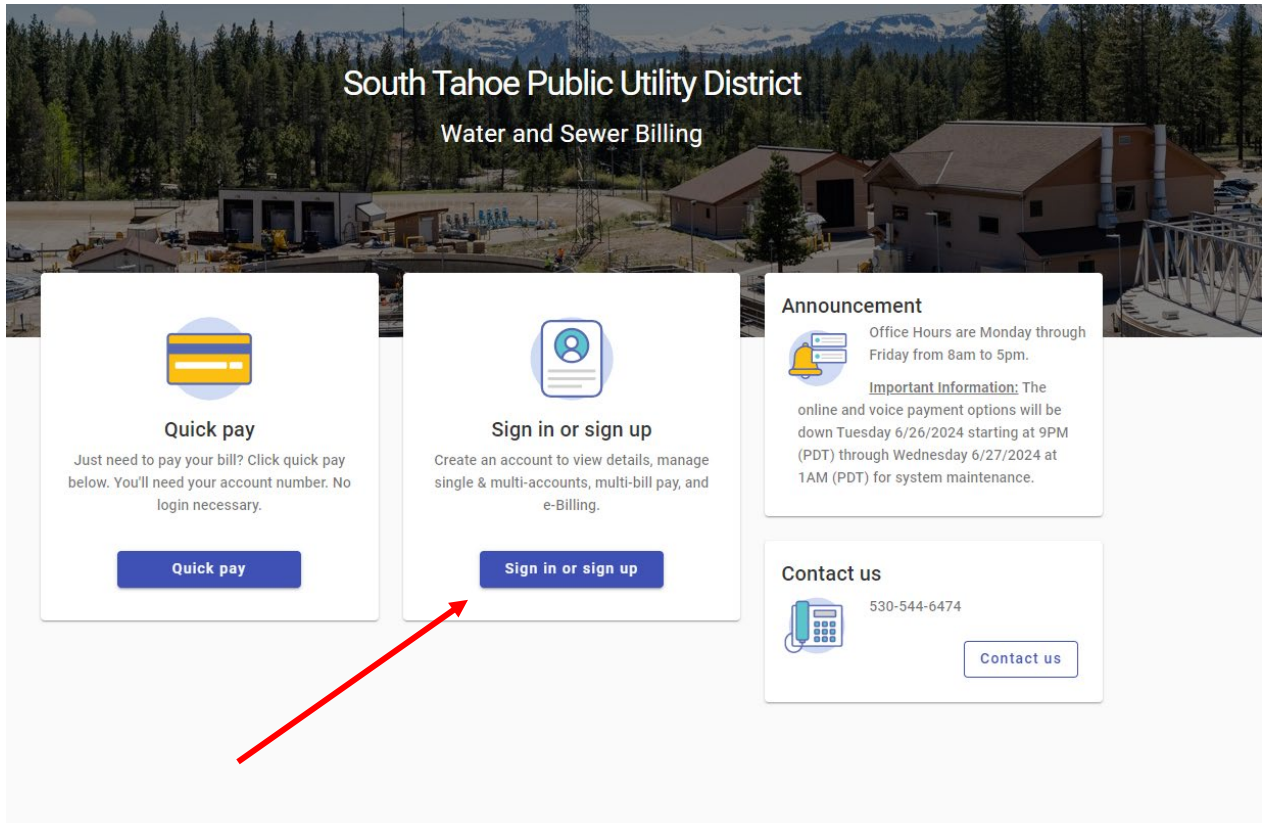 South Tahoe Public Utility District
Water and Sewer Billing
Quick pay
Just need to pay your bill? Click quick pay
below. You'll need your account number. No
login necessary.
Quick pay
Sign in or sign up
Create an account to view details, manage
single & multi-accounts, multi-bill pay, and
e-Billing.
Sign in or sign up
Announcement
Office Hours are Monday through
Friday from 8am to 5pm.
Important Information: The
online and voice payment options will be
down Tuesday 6/26/2024 starting at 9PM
(PDT) through Wednesday 6/27/2024 at
1AM (PDT) for system maintenance.
Contact us
530-544-6474
Contact us